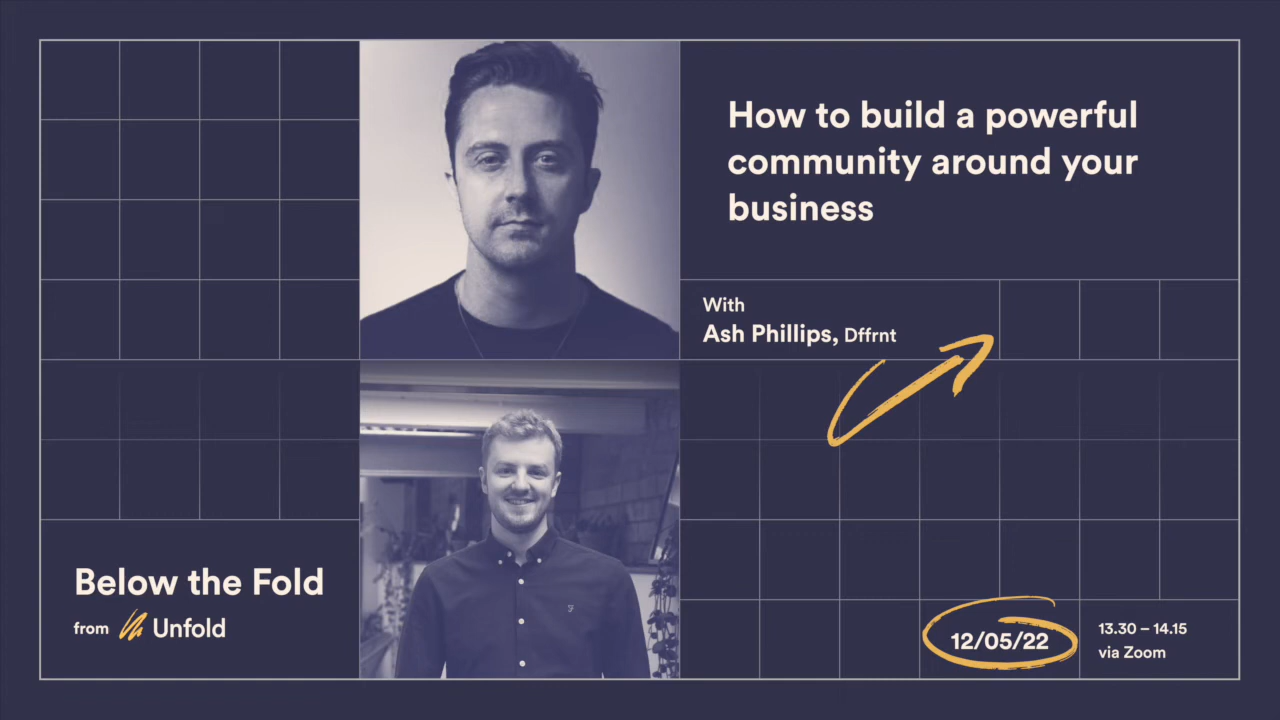 How to build a powerful
community around your
business
With
Ash Phillips, Dffrnt
Below the Fold
from Unfold
12/05/22
13.30 – 14.15
via Zoom